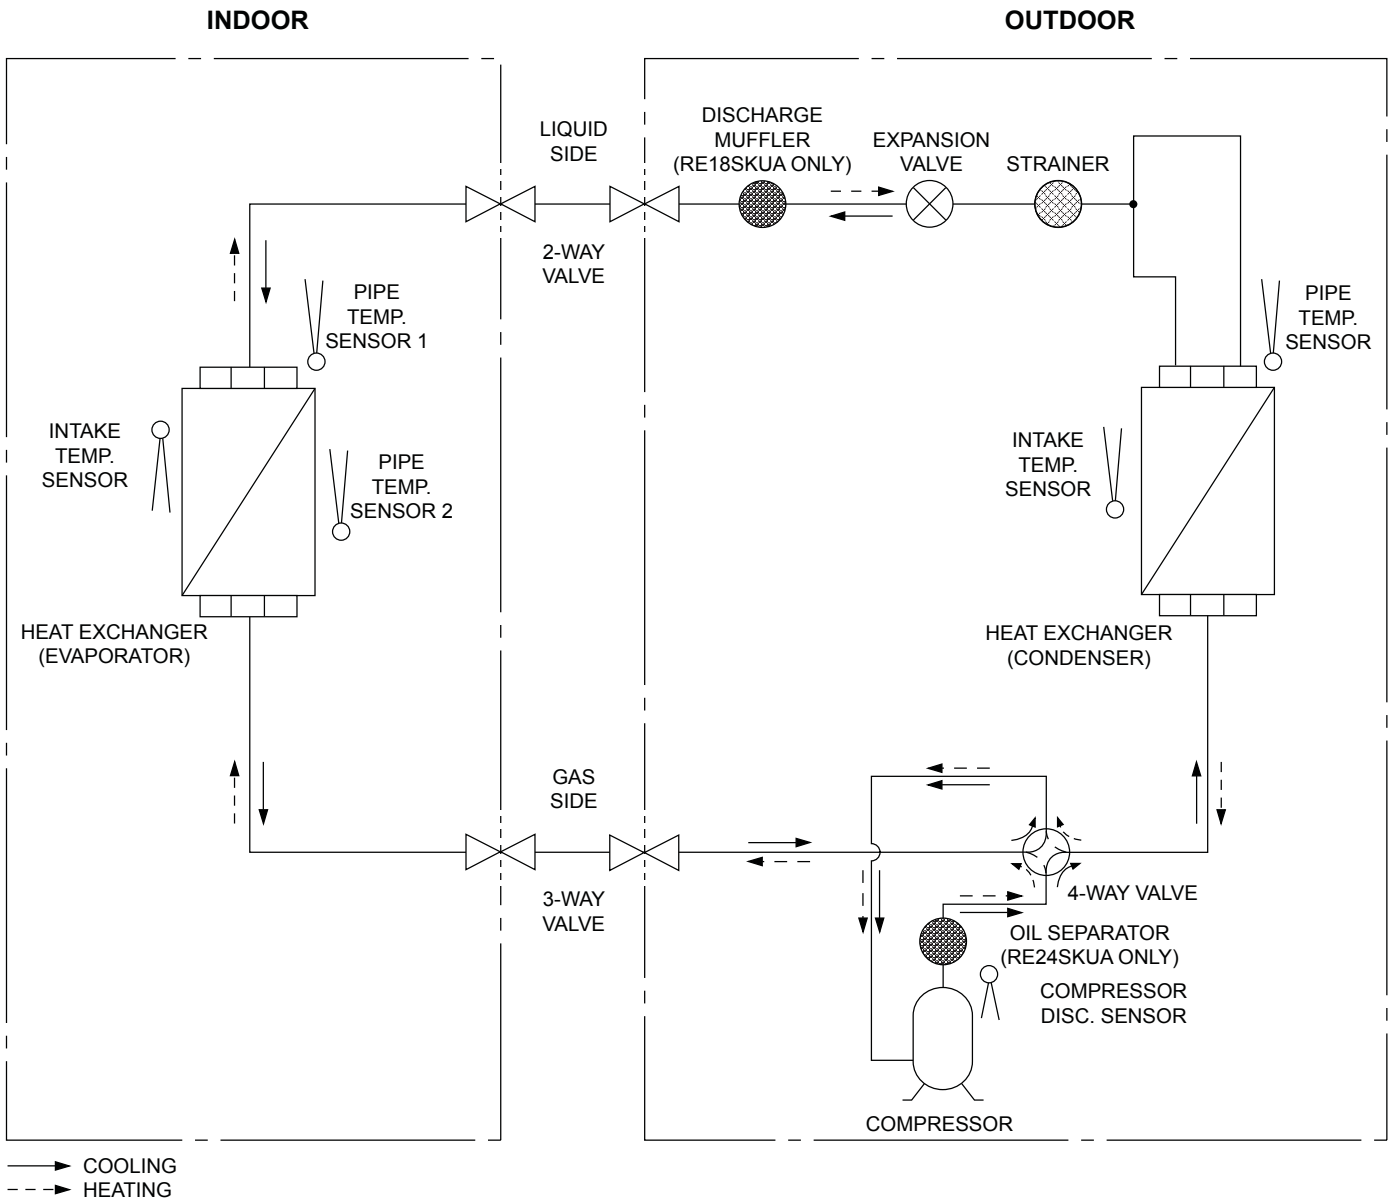 INDOOR
OUTDOOR
LIQUID
SIDE
2-WAY
VALVE
DISCHARGE
MUFFLER
(RE18SKUA ONLY)
EXPANSION
VALVE
STRAINER
PIPE
TEMP.
SENSOR 1
PIPE
TEMP.
SENSOR
INTAKE
TEMP.
SENSOR
PIPE
TEMP.
SENSOR 2
INTAKE
TEMP.
SENSOR
HEAT EXCHANGER
(EVAPORATOR)
HEAT EXCHANGER
(CONDENSER)
GAS
SIDE
3-WAY
VALVE
4-WAY VALVE
OIL SEPARATOR
(RE24SKUA ONLY)
COMPRESSOR
DISC. SENSOR
COMPRESSOR
COOLING
HEATING